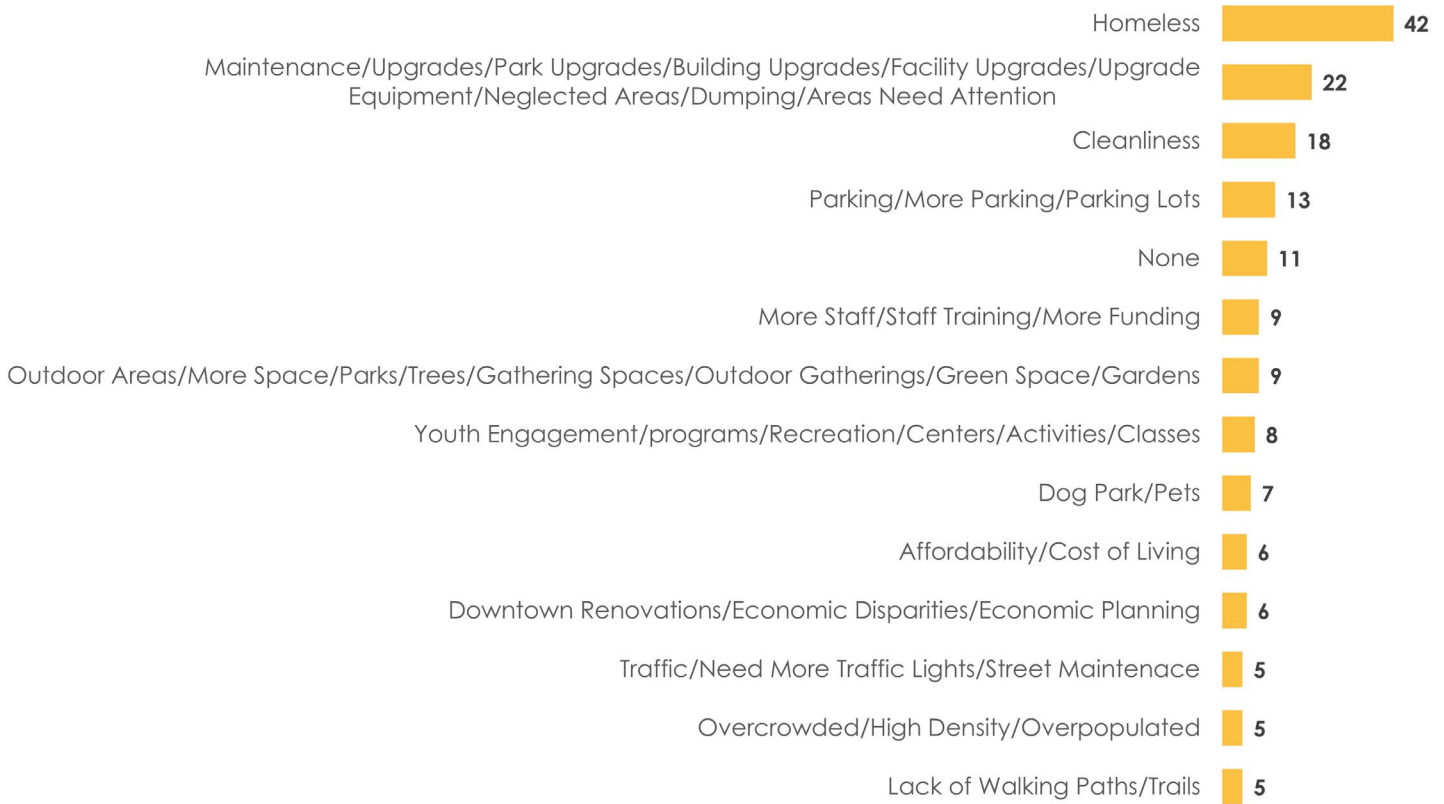 Homeless 42
Maintenance/Upgrades/Park Upgrades/Building Upgrades/Facility Upgrades/Upgrade
Equipment/Neglected Areas/Dumping/Areas Need Attention 22
Cleanliness 18
Parking/More Parking/Parking Lots 13
None 11
More Staff/Staff Training/More Funding 9
Outdoor Areas/More Space/Parks/Trees/Gathering Spaces/Outdoor Gatherings/Green Space/Gardens 9
Youth Engagement/programs/Recreation/Centers/Activities/Classes 8
Dog Park/Pets 7
Affordability/Cost of Living 6
Downtown Renovations/Economic Disparities/Economic Planning 6
Traffic/Need More Traffic Lights/Street Maintenace 5
Overcrowded/High Density/Overpopulated 5
Lack of Walking Paths/Trails 5